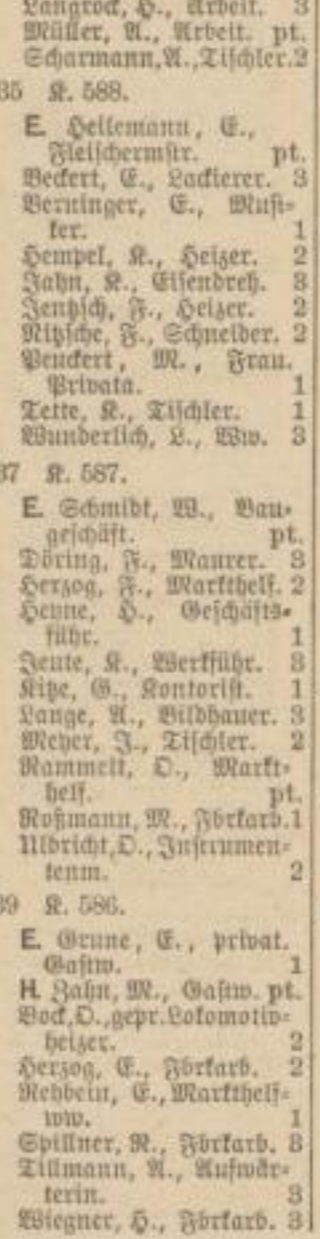 Langrock, H., Arbeit. 3
Müller, A., Arbeit. pt.
Scharmann, A., Tischler. 2
35 K. 588.
E. Hellemann, E.,
Fleischermstr. pt.
Beckert, E., Lackierer. 3
Berninger, E., Musi-
ker. 1
Hempel, K., Heizer. 2
Jahn, K., Eisendreh. 3
Jentzsch, F., Heizer. 2
Nitzsche, F., Schneider. 2
Penckert, M., Frau.
Privata. 1
Tette, K., Tischler. 1
Wunderlich, L., Ww. 3
37 K. 587.
E. Schmidt, W., Bau-
geschäft. pt.
Döring, F., Maurer. 3
Herzog, F., Markthelf. 2
Heyne, H., Geschäfts-
führ. 1
Jente, K., Werkführ. 3
Kitze, G., Kontorist. 1
Lange, A., Bildhauer. 3
Meyer, J., Tischler. 2
Rammelt, O., Markt-
helf. pt.
Roßmann, M., Fbrkarb. 1
Ulbricht, O., Instrumen-
tenm. 2
39 K. 586.
E. Grune, E., privat.
Gastw. 1
H. Zahn, M., Gastw. pt.
Bock, O., gepr. Lokomotiv-
heizer. 2
Herzog, E., Fbrkarb. 2
Rehbein, E., Markthelf-
ww. 1
Spillner, R., Fbrkarb. 3
Tillmann, A., Aufwär-
terin. 3
Wiegner, H., Fbrkarb. 3